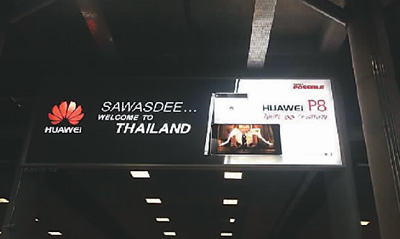 HUAWEI
SAWASDEE...
WELCOME TO
THAILAND
POSSIBLE
HUAWEI P8